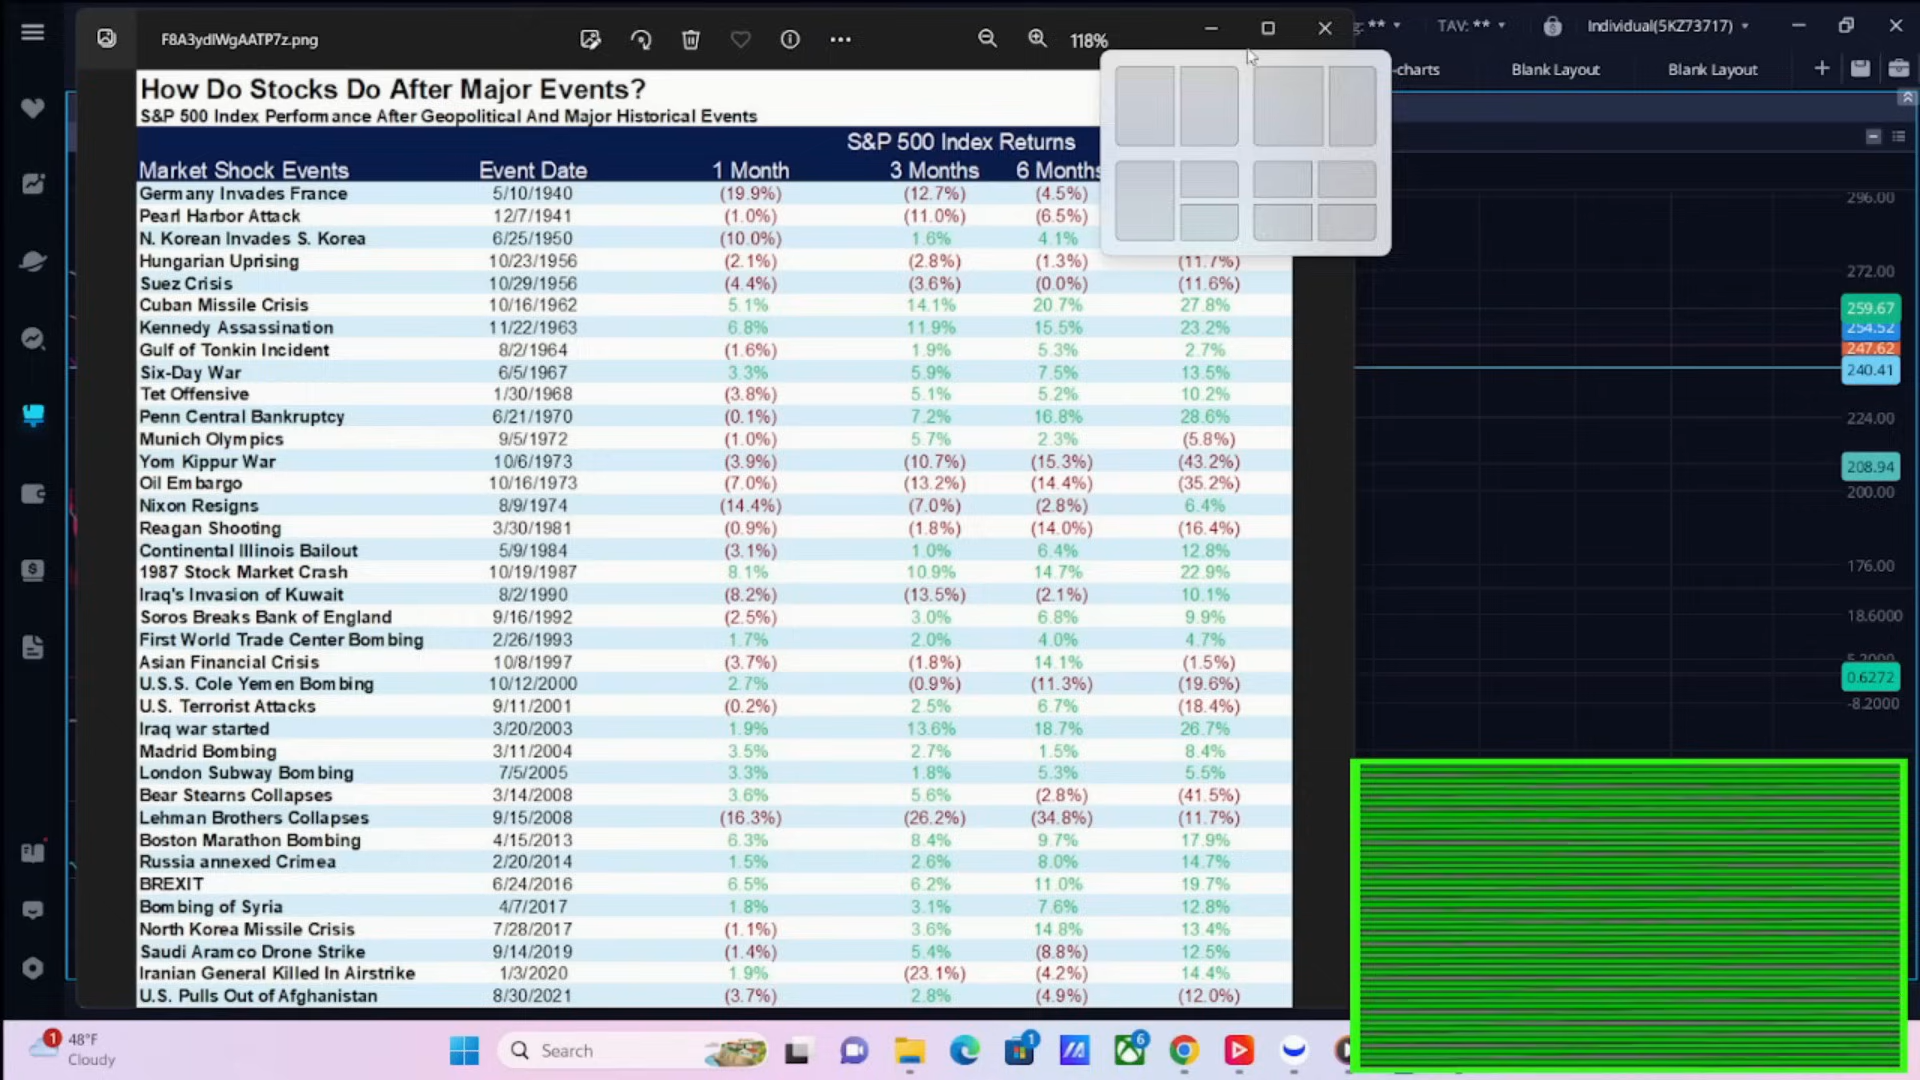 F8A3ydlWgAATP7z.png
118%
TAV: **
Individual(5KZ73717)
-charts
Blank Layout
Blank Layout
How Do Stocks Do After Major Events?
S&P 500 Index Performance After Geopolitical And Major Historical Events
S&P 500 Index Returns
Market Shock Events Event Date 1 Month 3 Months 6 Months
Germany Invades France 5/10/1940 (19.9%) (12.7%) (4.5%)
Pearl Harbor Attack 12/7/1941 (1.0%) (11.0%) (6.5%)
N. Korean Invades S. Korea 6/25/1950 (10.0%) 1.6% 4.1%
Hungarian Uprising 10/23/1956 (2.1%) (2.8%) (1.3%) (11.7%)
Suez Crisis 10/29/1956 (4.4%) (3.6%) (0.0%) (11.6%)
Cuban Missile Crisis 10/16/1962 5.1% 14.1% 20.7% 27.8%
Kennedy Assassination 11/22/1963 6.8% 11.9% 15.5% 23.2%
Gulf of Tonkin Incident 8/2/1964 (1.6%) 1.9% 5.3% 2.7%
Six-Day War 6/5/1967 3.3% 5.9% 7.5% 13.5%
Tet Offensive 1/30/1968 (3.8%) 5.1% 5.2% 10.2%
Penn Central Bankruptcy 6/21/1970 (0.1%) 7.2% 16.8% 28.6%
Munich Olympics 9/5/1972 (1.0%) 5.7% 2.3% (5.8%)
Yom Kippur War 10/6/1973 (3.9%) (10.7%) (15.3%) (43.2%)
Oil Embargo 10/16/1973 (7.0%) (13.2%) (14.4%) (35.2%)
Nixon Resigns 8/9/1974 (14.4%) (7.0%) (2.8%) 6.4%
Reagan Shooting 3/30/1981 (0.9%) (1.8%) (14.0%) (16.4%)
Continental Illinois Bailout 5/9/1984 (3.1%) 1.0% 6.4% 12.8%
1987 Stock Market Crash 10/19/1987 8.1% 10.9% 14.7% 22.9%
Iraq's Invasion of Kuwait 8/2/1990 (8.2%) (13.5%) (2.1%) 10.1%
Soros Breaks Bank of England 9/16/1992 (2.5%) 3.0% 6.8% 9.9%
First World Trade Center Bombing 2/26/1993 1.7% 2.0% 4.0% 4.7%
Asian Financial Crisis 10/8/1997 (3.7%) (1.8%) 14.1% (1.5%)
U.S.S. Cole Yemen Bombing 10/12/2000 2.7% (0.9%) (11.3%) (19.6%)
U.S. Terrorist Attacks 9/11/2001 (0.2%) 2.5% 6.7% (18.4%)
Iraq war started 3/20/2003 1.9% 13.6% 18.7% 26.7%
Madrid Bombing 3/11/2004 3.5% 2.7% 1.5% 8.4%
London Subway Bombing 7/5/2005 3.3% 1.8% 5.3% 5.5%
Bear Stearns Collapses 3/14/2008 3.6% 5.6% (2.8%) (41.5%)
Lehman Brothers Collapses 9/15/2008 (16.3%) (26.2%) (34.8%) (11.7%)
Boston Marathon Bombing 4/15/2013 6.3% 8.4% 9.7% 17.9%
Russia annexed Crimea 2/20/2014 1.5% 2.6% 8.0% 14.7%
BREXIT 6/24/2016 6.5% 6.2% 11.0% 19.7%
Bombing of Syria 4/7/2017 1.8% 3.1% 7.6% 12.8%
North Korea Missile Crisis 7/28/2017 (1.1%) 3.6% 14.8% 13.4%
Saudi Aramco Drone Strike 9/14/2019 (1.4%) 5.4% (8.8%) 12.5%
Iranian General Killed In Airstrike 1/3/2020 1.9% (23.1%) (4.2%) 14.4%
U.S. Pulls Out of Afghanistan 8/30/2021 (3.7%) 2.8% (4.9%) (12.0%)
296.00
272.00
259.67
254.52
247.62
240.41
224.00
208.94
200.00
176.00
18.6000
0.6272
-8.2000
1
48°F
Cloudy
Search
1
6